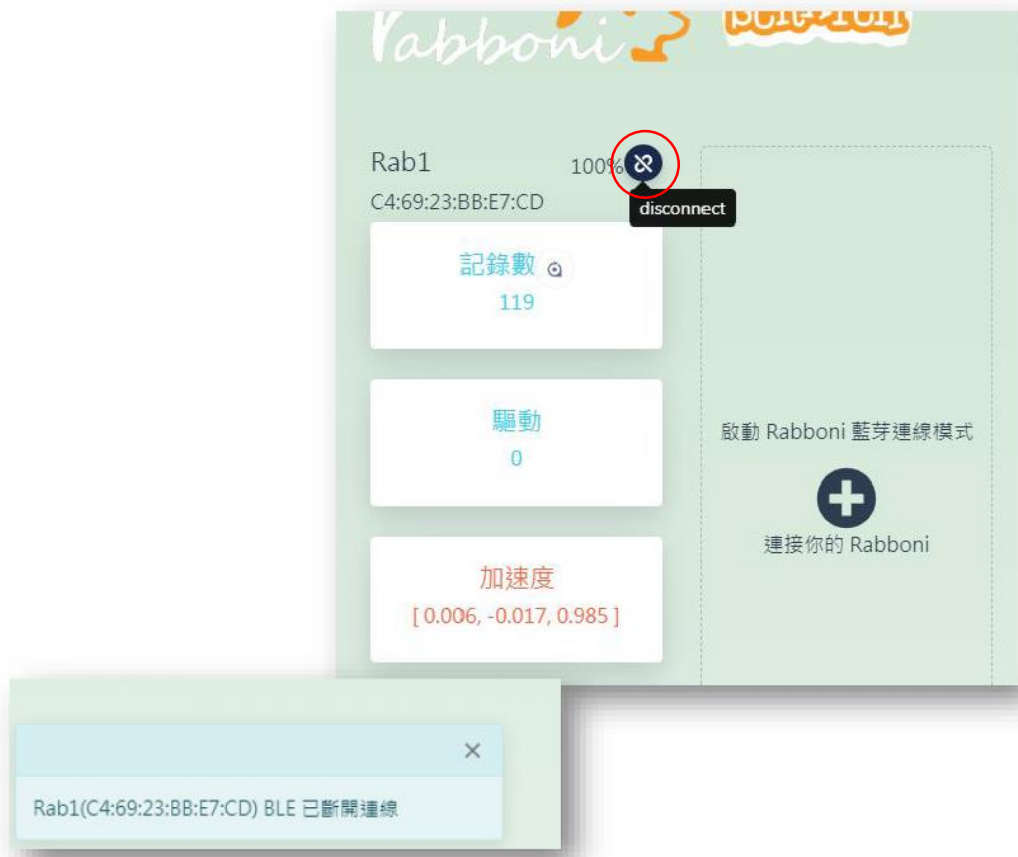 rabboni
Rab1
100%
C4:69:23:BB:E7:CD
disconnect
記錄數
119
驅動
0
加速度
[ 0.006, -0.017, 0.985 ]
啟動 Rabboni 藍芽連線模式
連接你的 Rabboni
Rab1(C4:69:23:BB:E7:CD) BLE 已斷開連線